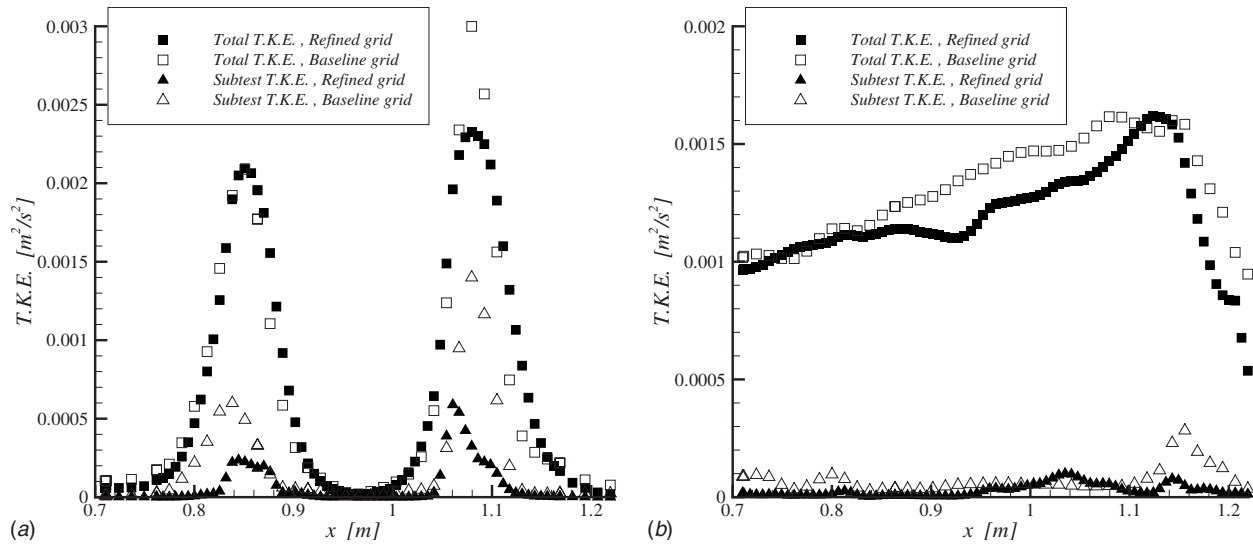 Total T.K.E. , Refined grid
Total T.K.E. , Baseline grid
Subtest T.K.E. , Refined grid
Subtest T.K.E. , Baseline grid
T.K.E. [m²/s²]
0.003
0.0025
0.002
0.0015
0.001
0.0005
0
0.7 0.8 0.9 1 1.1 1.2
x [m]
(a)
Total T.K.E. , Refined grid
Total T.K.E. , Baseline grid
Subtest T.K.E. , Refined grid
Subtest T.K.E. , Baseline grid
T.K.E. [m²/s²]
0.002
0.0015
0.001
0.0005
0
0.7 0.8 0.9 1 1.1 1.2
x [m]
(b)